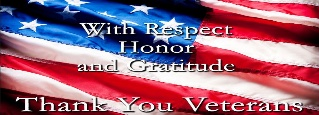 With Respect
Honor
and Gratitude
Thank You Veterans